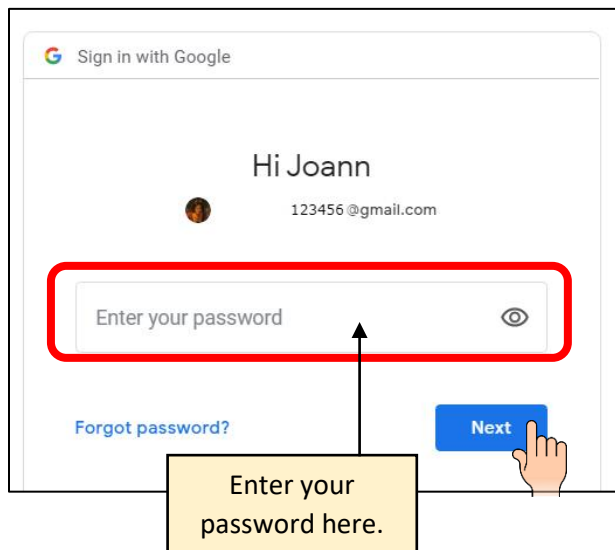 Sign in with Google
Hi Joann
123456@gmail.com
Enter your password
Forgot password?
Next
Enter your
password here.